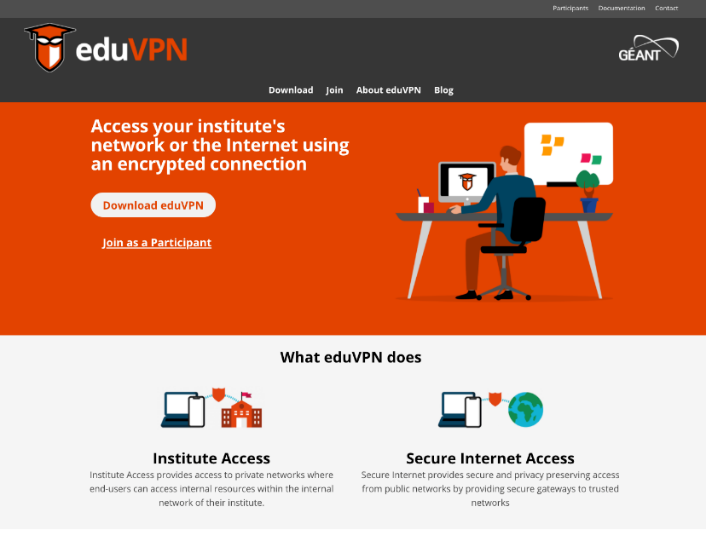 Participants Documentation Contact
eduVPN
GÉANT
Download Join About eduVPN Blog
Access your institute's
network or the Internet using
an encrypted connection
Download eduVPN
Join as a Participant
What eduVPN does
Institute Access
Institute Access provides access to private networks where
end-users can access internal resources within the internal
network of their institute.
Secure Internet Access
Secure Internet provides secure and privacy preserving access
from public networks by providing secure gateways to trusted
networks